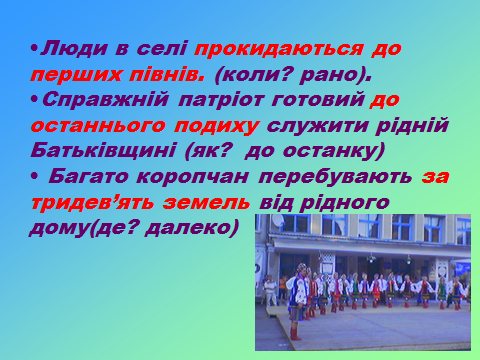 •Люди в селі прокидаються до
перших півнів. (коли? рано).
•Справжній патріот готовий до
останнього подиху служити рідній
Батьківщині (як?  до останку)
• Багато коропчан перебувають за
тридев’ять земель від рідного
дому(де? далеко)